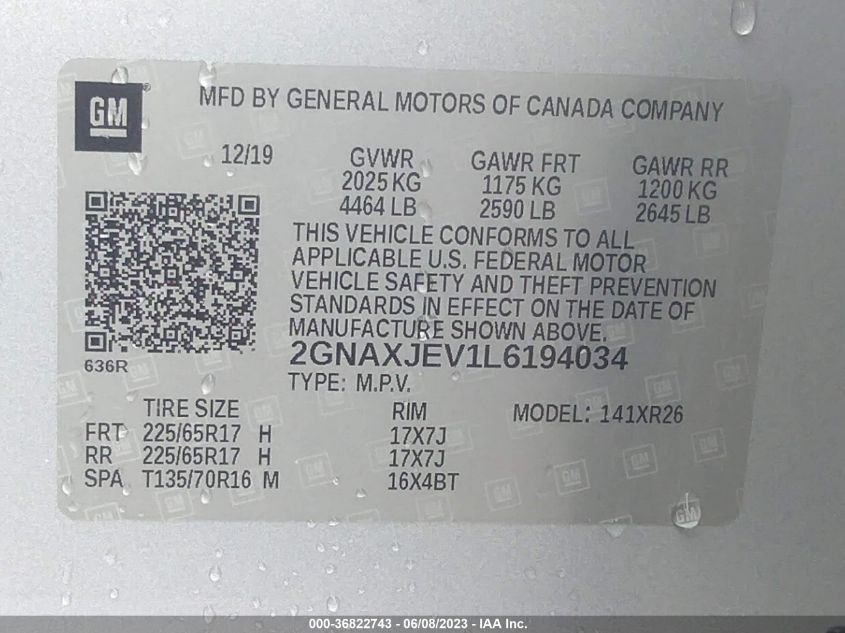 GM
MFD BY GENERAL MOTORS OF CANADA COMPANY
12/19 GVWR GAWR FRT GAWR RR
2025 KG 1175 KG 1200 KG
4464 LB 2590 LB 2645 LB
THIS VEHICLE CONFORMS TO ALL
APPLICABLE U.S. FEDERAL MOTOR
VEHICLE SAFETY AND THEFT PREVENTION
STANDARDS IN EFFECT ON THE DATE OF
MANUFACTURE SHOWN ABOVE.
2GNAXJEV1L6194034
636R
TYPE: M.P.V.
TIRE SIZE RIM MODEL: 141XR26
FRT 225/65R17 H 17X7J
RR 225/65R17 H 17X7J
SPA T135/70R16 M 16X4BT
000-36822743 - 06/08/2023 - IAA Inc.